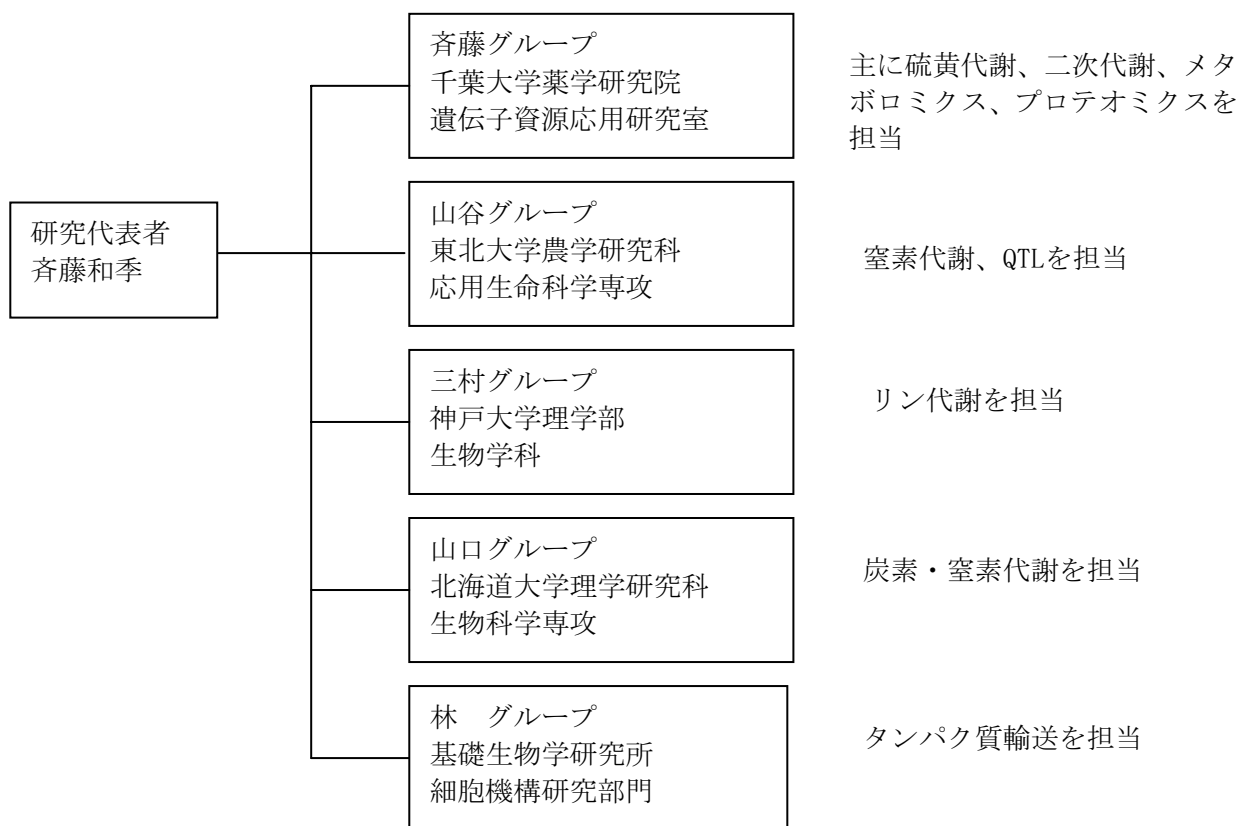 斉藤グループ
千葉大学薬学研究院
遺伝子資源応用研究室
主に硫黄代謝、二次代謝、メタ
ボロミクス、プロテオミクスを
担当
研究代表者
斉藤和季
山谷グループ
東北大学農学研究科
応用生命科学専攻
窒素代謝、QTLを担当
三村グループ
神戸大学理学部
生物学科
リン代謝を担当
山口グループ
北海道大学理学研究科
生物科学専攻
炭素・窒素代謝を担当
林　グループ
基礎生物学研究所
細胞機構研究部門
タンパク質輸送を担当